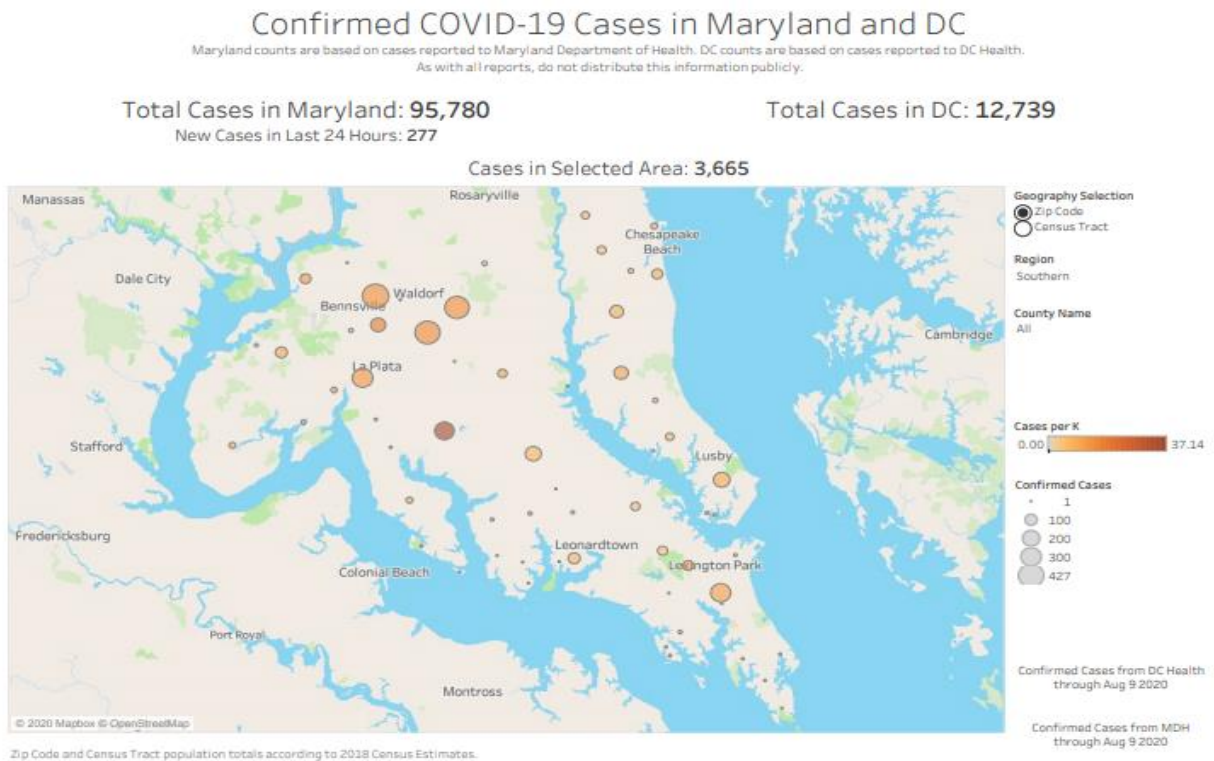 Confirmed COVID-19 Cases in Maryland and DC
Maryland counts are based on cases reported to Maryland Department of Health. DC counts are based on cases reported to DC Health.
As with all reports, do not distribute this information publicly.
Total Cases in Maryland: 95,780
New Cases in Last 24 Hours: 277
Total Cases in DC: 12,739
Cases in Selected Area: 3,665
Manassas
Rosaryville
Chesapeake
Beach
Dale City
Waldorf
Bennsville
Cambridge
La Plata
Stafford
Lusby
Fredericksburg
Leonardtown
Colonial Beach
Lexington Park
Port Royal
Montross
© 2020 Mapbox © OpenStreetMap
Geography Selection
Zip Code
Census Tract
Region
Southern
County Name
All
Cases per K
0.00 37.14
Confirmed Cases
1
100
200
300
427
Confirmed Cases from DC Health
through Aug 9 2020
Confirmed Cases from MDH
through Aug 9 2020
Zip Code and Census Tract population totals according to 2018 Census Estimates.